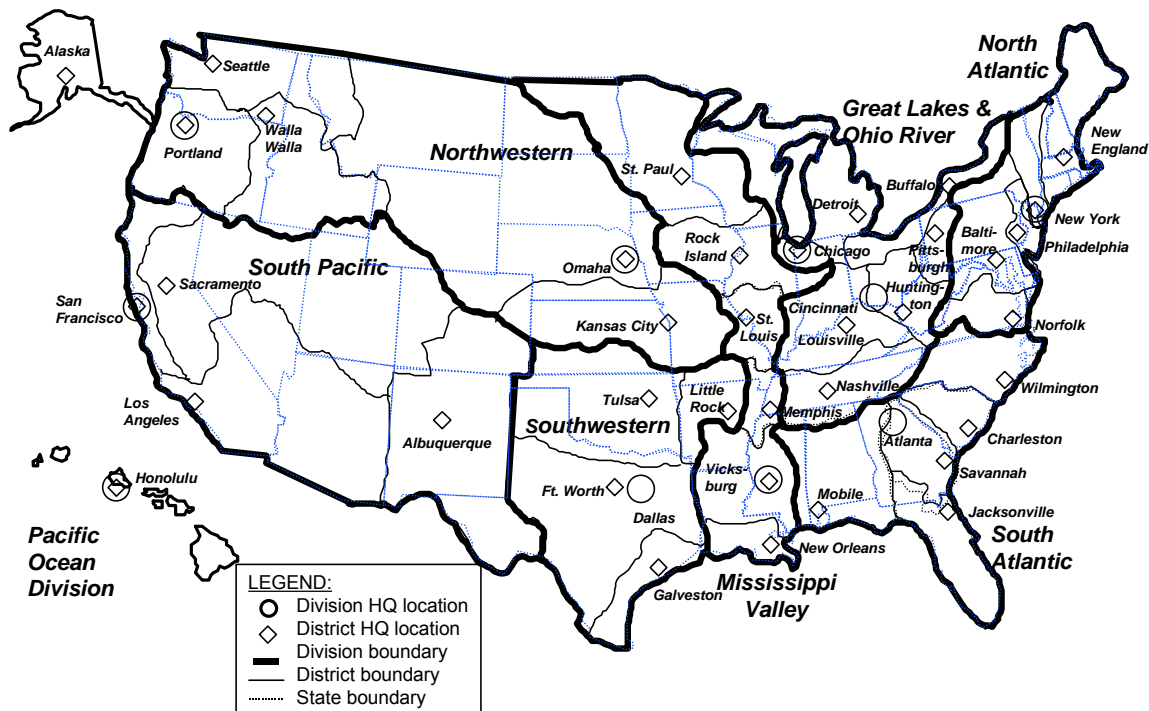 North
Atlantic
Alaska
Seattle
Great Lakes &
Ohio River
Walla
Walla
Portland
Northwestern
New
England
St. Paul
Buffalo
Detroit
New York
Philadelphia
Rock
Island
Chicago
Balti-
more
Pitts-
burgh
South Pacific
Omaha
Hunting-
ton
Sacramento
San
Francisco
Kansas City
St.
Louis
Cincinnati
Louisville
Norfolk
Nashville
Wilmington
Los
Angeles
Tulsa
Little
Rock
Memphis
Albuquerque
Southwestern
Atlanta
Charleston
Savannah
Honolulu
Ft. Worth
Vicks-
burg
Mobile
Jacksonville
Dallas
Pacific
Ocean
Division
South
Atlantic
New Orleans
Galveston
Mississippi
Valley
LEGEND:
Division HQ location
District HQ location
Division boundary
District boundary
State boundary